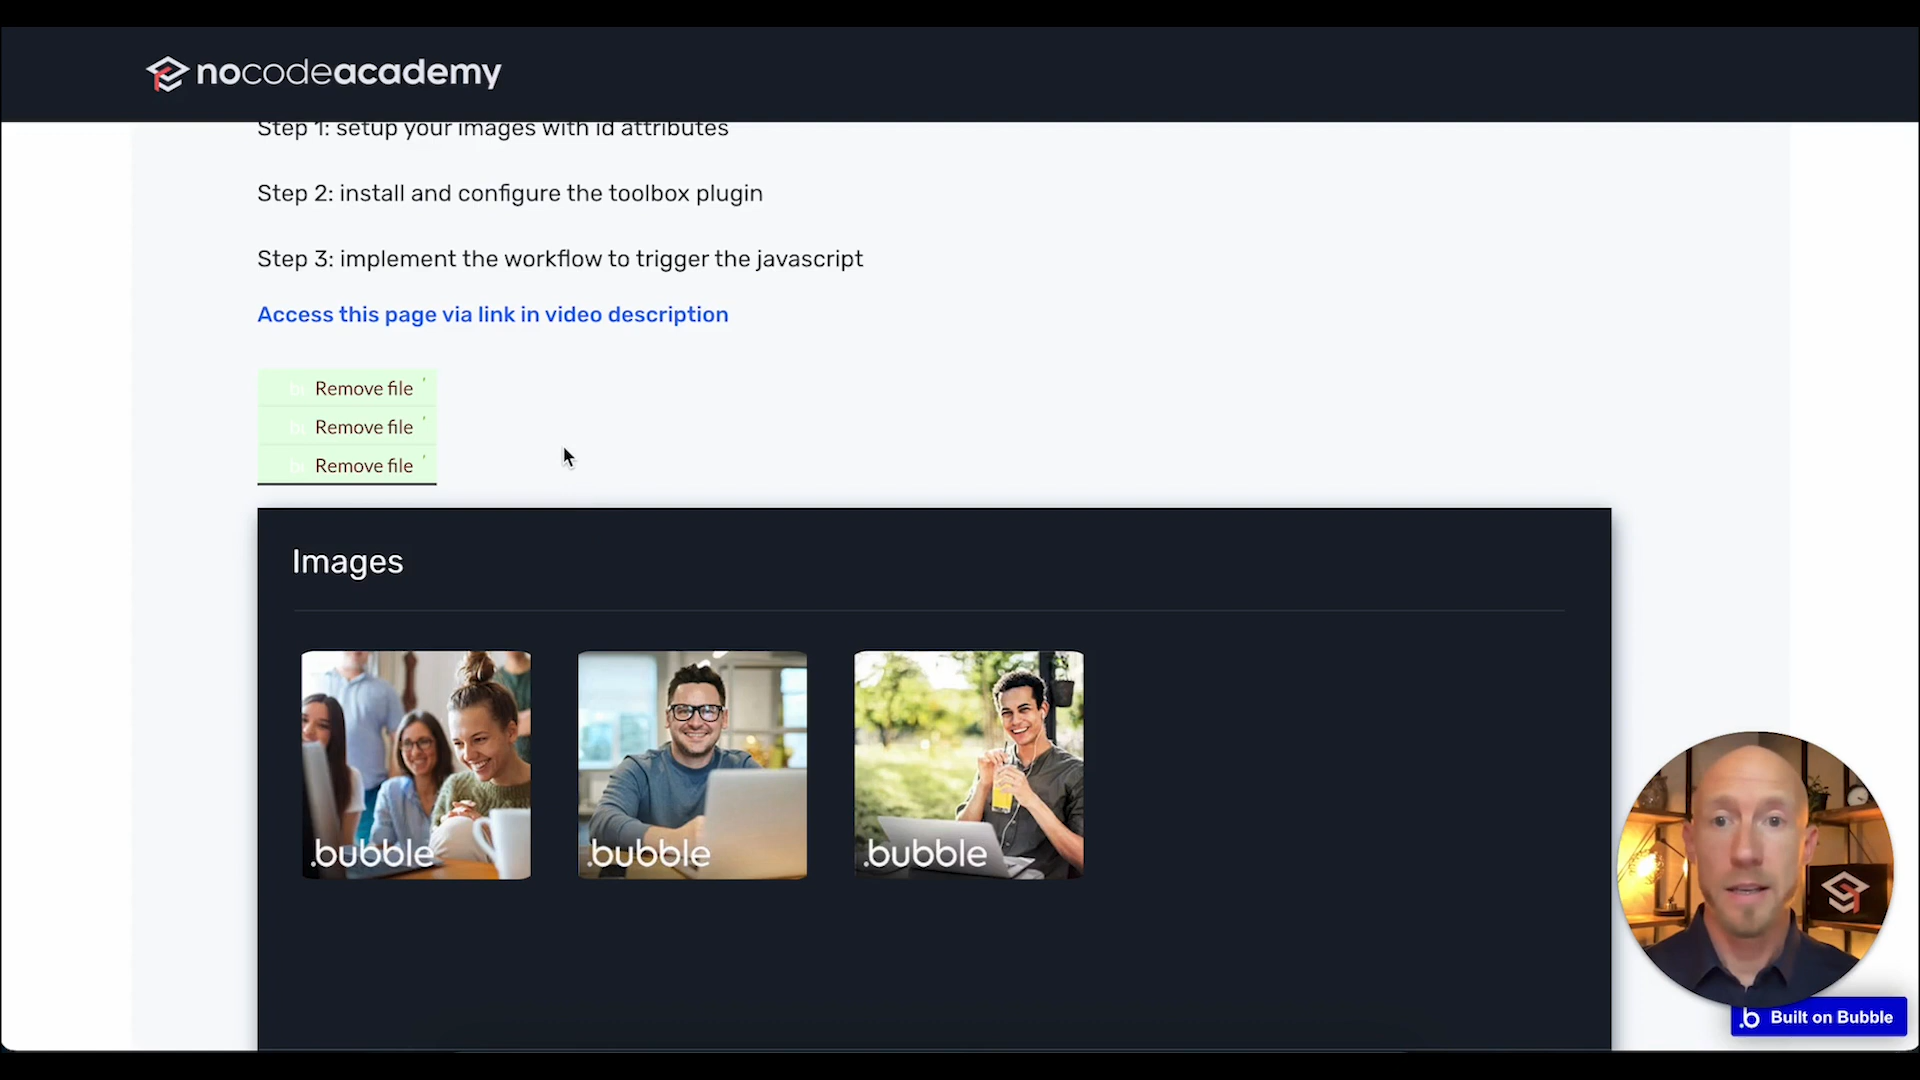 nocodeacademy
Step 1: setup your images with id attributes
Step 2: install and configure the toolbox plugin
Step 3: implement the workflow to trigger the javascript
Access this page via link in video description
Remove file
Remove file
Remove file
Images
.bubble
.bubble
.bubble
.b Built on Bubble